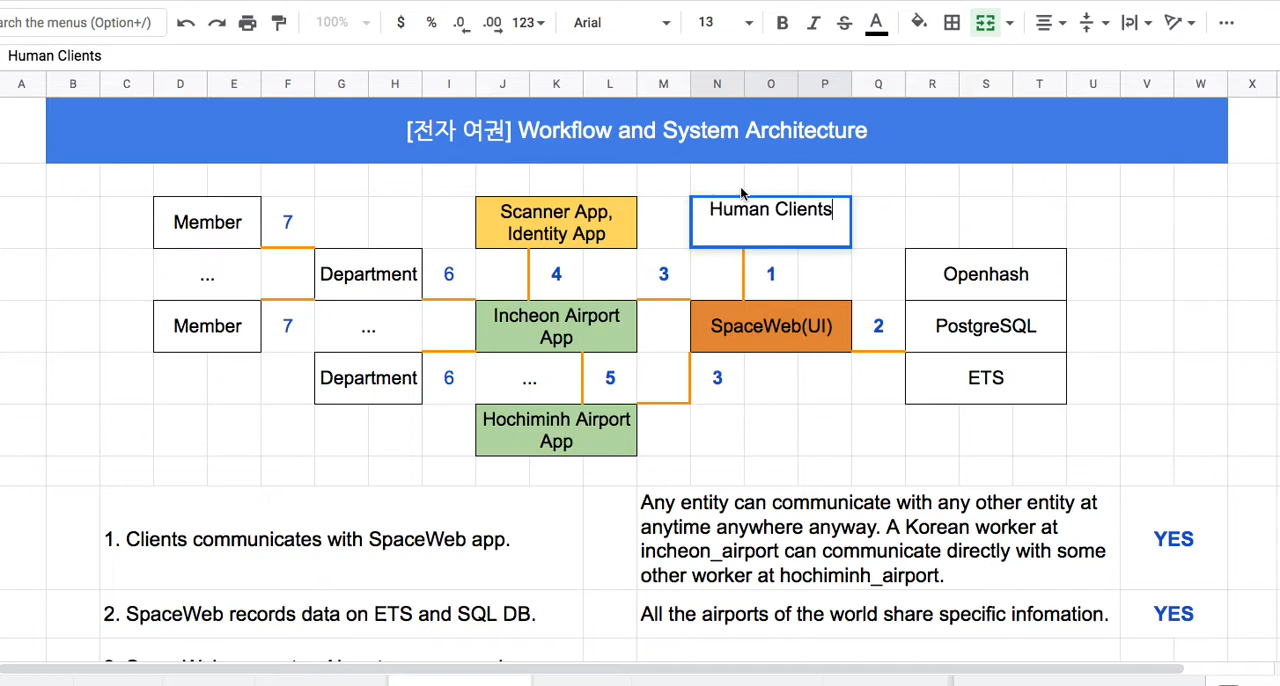 arch the menus (Option+/)
100%
$
%
.0
.00
123
Arial
13
B
I
S
A
Human Clients
A B C D E F G H I J K L M N O P Q R S T U V W X
[전자 여권] Workflow and System Architecture
Member 7
Scanner App,
Identity App
Human Clients
... Department 6 4 3 1 Openhash
Member 7 ...
Incheon Airport
App
SpaceWeb(UI) 2 PostgreSQL
Department 6 ... 5 3 ETS
Hochiminh Airport
App
1. Clients communicates with SpaceWeb app.
Any entity can communicate with any other entity at
anytime anywhere anyway. A Korean worker at
incheon_airport can communicate directly with some
other worker at hochiminh_airport.
YES
2. SpaceWeb records data on ETS and SQL DB.
All the airports of the world share specific infomation.
YES